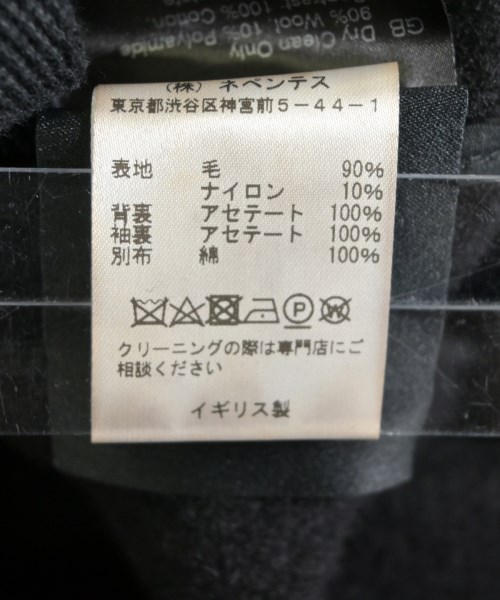 100% Cotton.
90% Wool, 10% Polyamide
GB Dry Clean Only
(株) ネペンテス
東京都渋谷区神宮前5-44-1
表地 毛 90%
ナイロン 10%
背裏 アセテート 100%
袖裏 アセテート 100%
別布 綿 100%
P W
クリーニングの際は専門店にご
相談ください
イギリス製